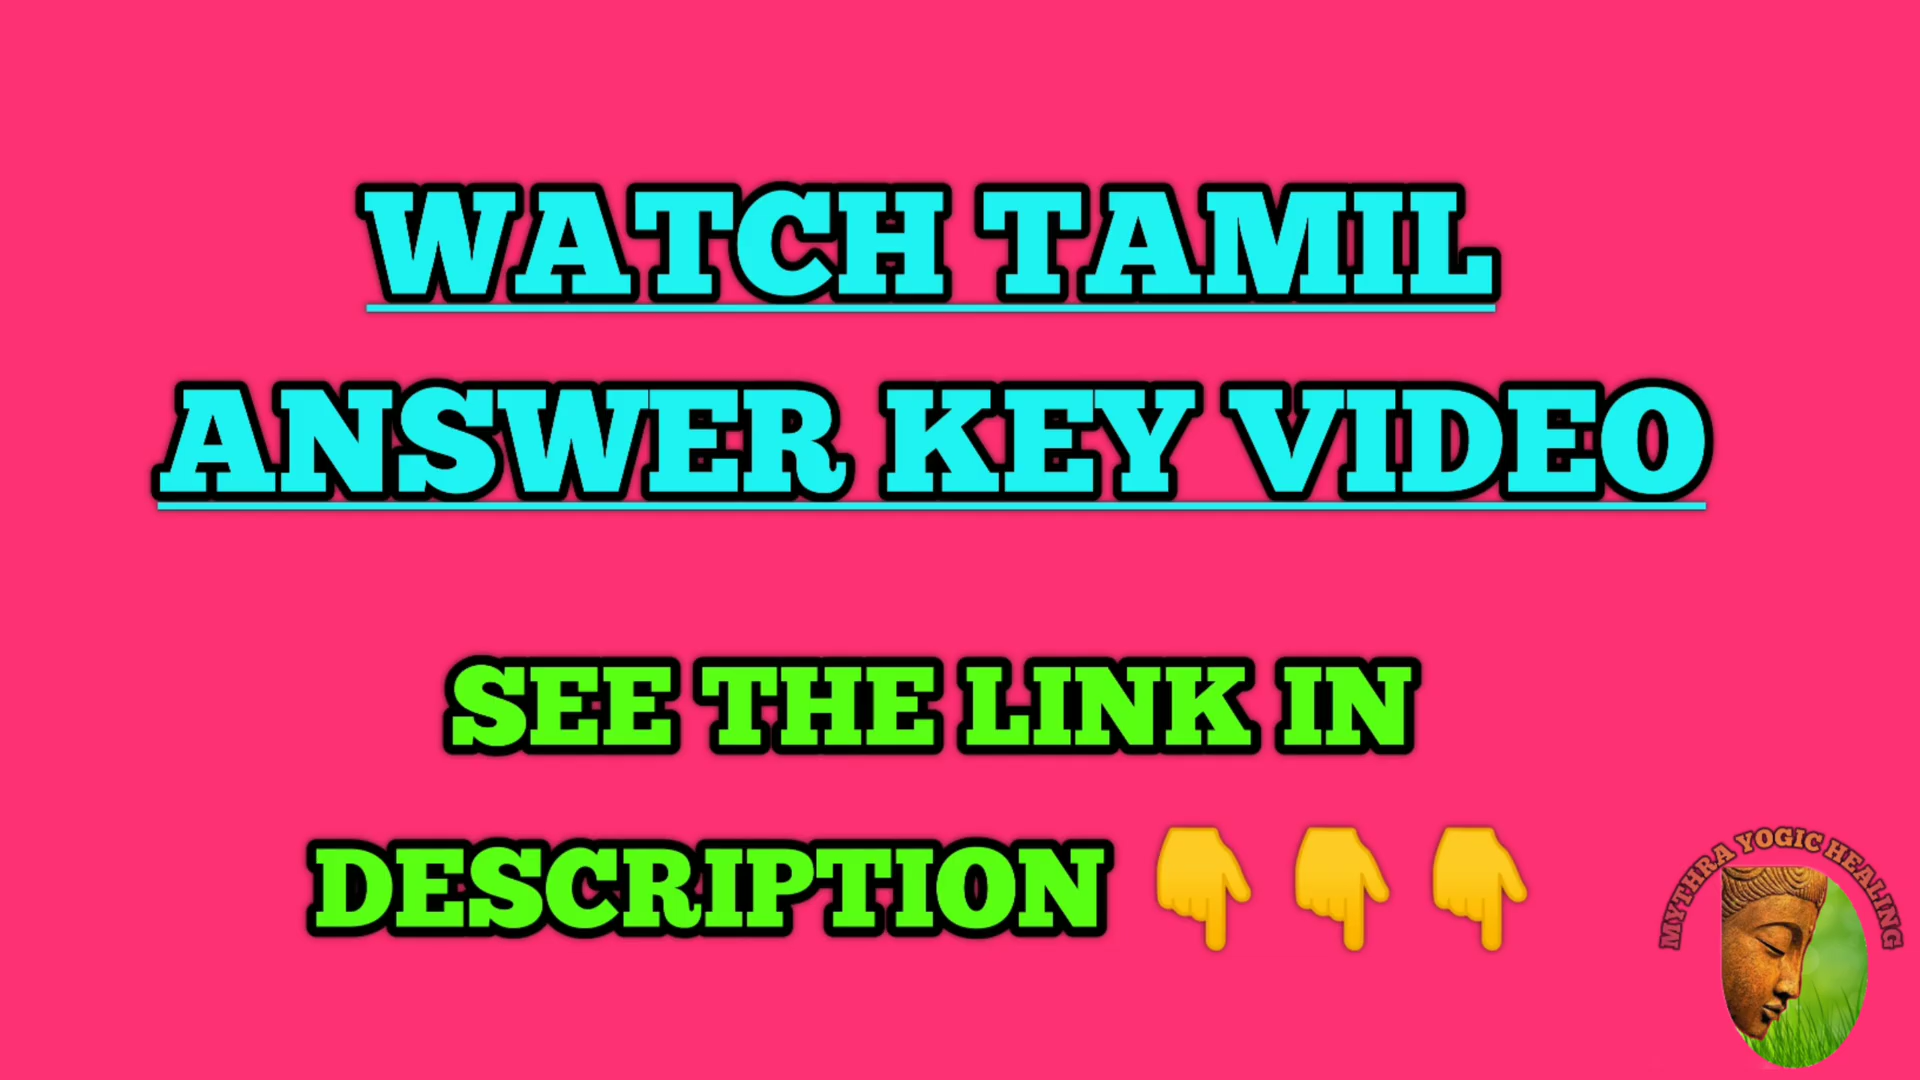 WATCH TAMIL
ANSWER KEY VIDEO
SEE THE LINK IN
DESCRIPTION 👇 👇 👇
MYTHRA YOGIC HEALING